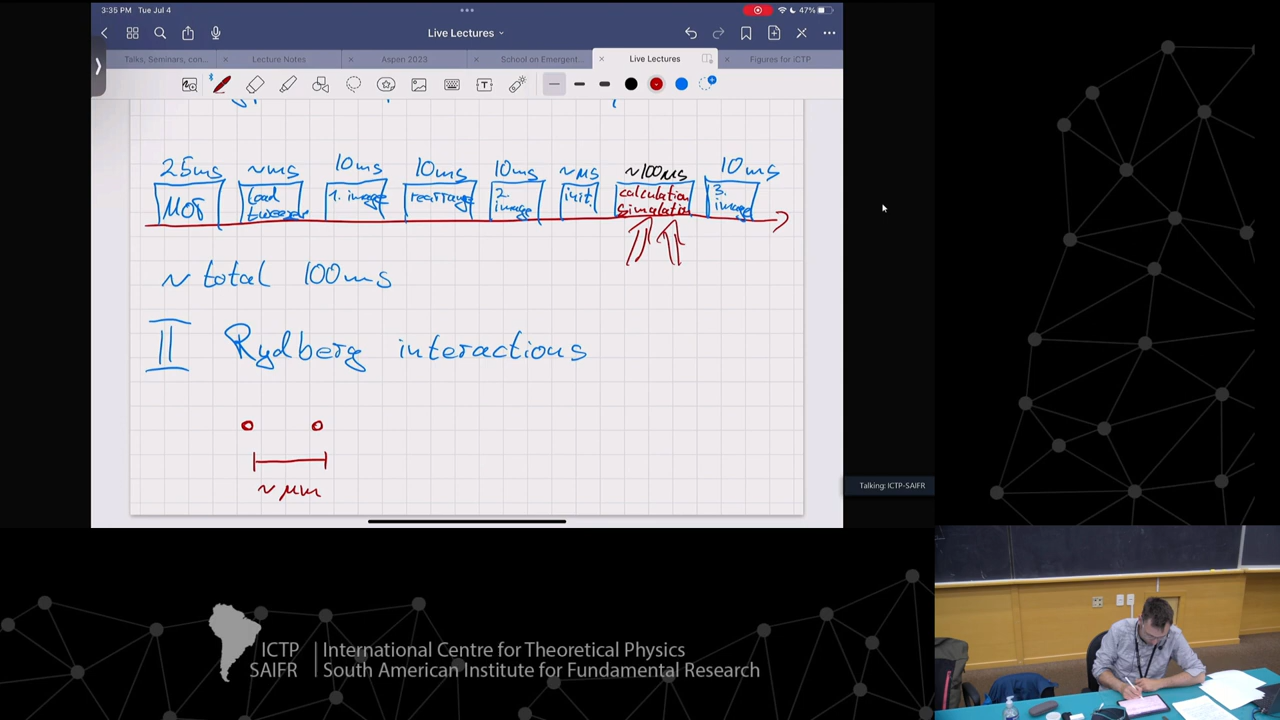 3:35 PM Tue Jul 4
47%
Live Lectures
Talks, Seminars, con...
Lecture Notes
Aspen 2023
School on Emergent...
Live Lectures
Figures for iCTP
25ms ~ms 10ms 10ms 10ms ~ms ~100μs 10ms
MOT
Load tweezers
1. image
rearrange
2. image
init.
calculation simulation
3. image
~ total 100ms
II Rydberg interactions
~ μm
Talking: ICTP-SAIFR
ICTP SAIFR
International Centre for Theoretical Physics
South American Institute for Fundamental Research